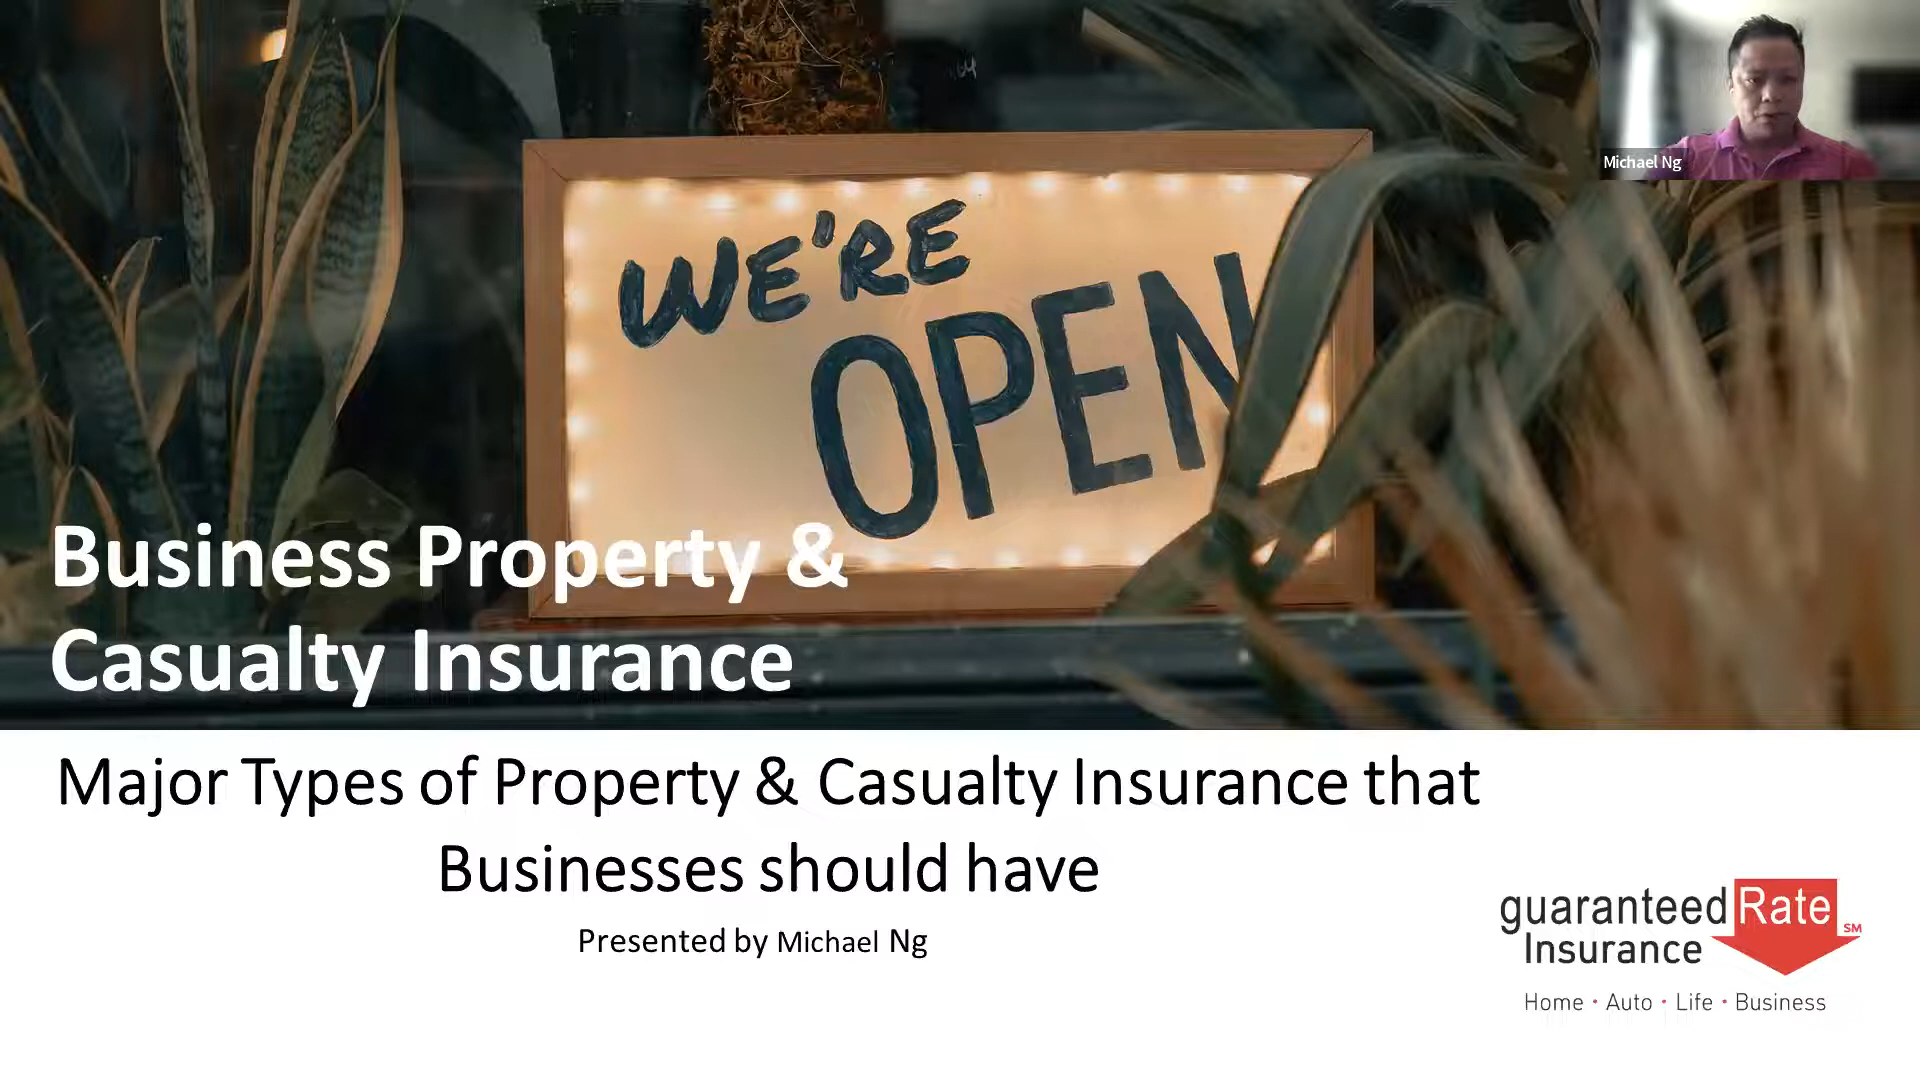 Michael Ng
WE'RE
OPEN
Business Property &
Casualty Insurance
Major Types of Property & Casualty Insurance that
Businesses should have
Presented by Michael Ng
guaranteed Rate SM
Insurance
Home • Auto • Life • Business